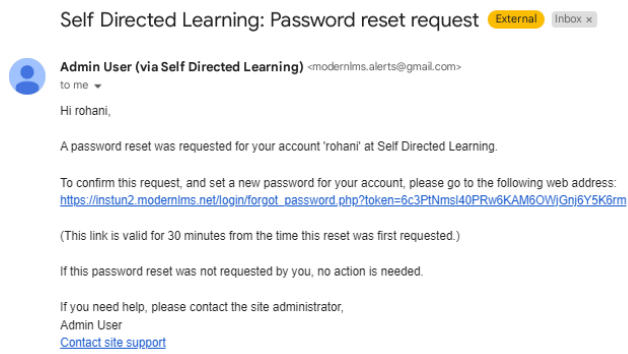 Self Directed Learning: Password reset request External Inbox ×
Admin User (via Self Directed Learning) <modernlms.alerts@gmail.com>
to me
Hi rohani,
A password reset was requested for your account 'rohani' at Self Directed Learning.
To confirm this request, and set a new password for your account, please go to the following web address:
https://instun2.modernlms.net/login/forgot_password.php?token=6c3PtNmsl40PRw6KAM6OWjGnj6Y5K6rm
(This link is valid for 30 minutes from the time this reset was first requested.)
If this password reset was not requested by you, no action is needed.
If you need help, please contact the site administrator,
Admin User
Contact site support